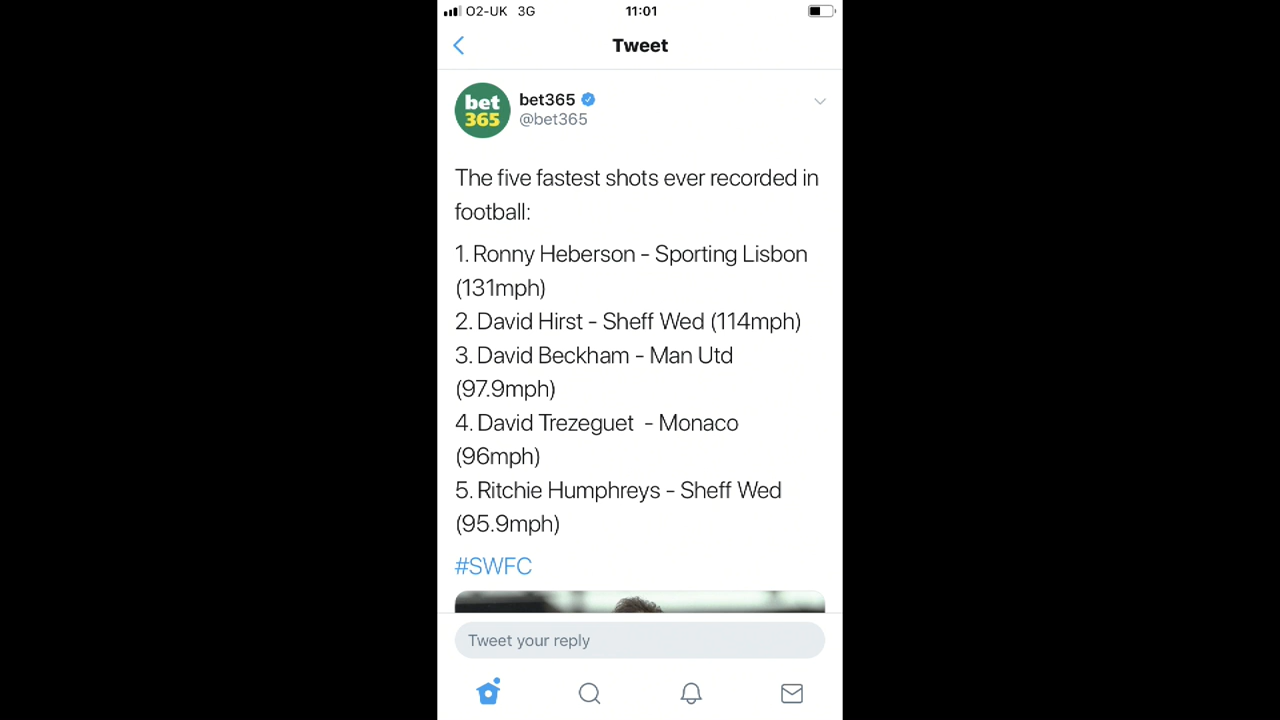 O2-UK 3G 11:01
Tweet
bet
365
bet365
@bet365
The five fastest shots ever recorded in
football:
1. Ronny Heberson - Sporting Lisbon
(131mph)
2. David Hirst - Sheff Wed (114mph)
3. David Beckham - Man Utd
(97.9mph)
4. David Trezeguet  - Monaco
(96mph)
5. Ritchie Humphreys - Sheff Wed
(95.9mph)
#SWFC
Tweet your reply